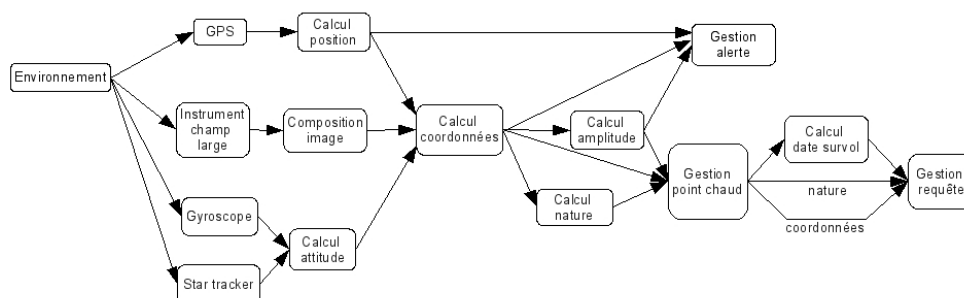 GPS
Calcul
position
Gestion
alerte
Environnement
Instrument
champ
large
Composition
image
Calcul
coordonnées
Calcul
amplitude
Calcul
date survol
Gestion
point chaud
nature
Gestion
requête
Calcul
nature
coordonnées
Gyroscope
Calcul
attitude
Star tracker